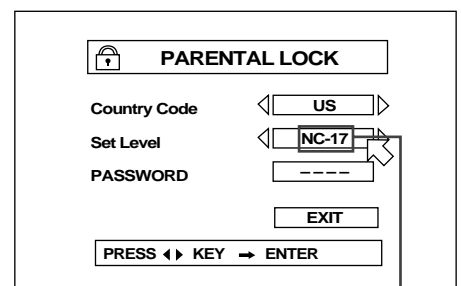 PARENTAL LOCK
Country Code US
Set Level NC-17
PASSWORD ----
EXIT
PRESS ◀ ▶ KEY → ENTER